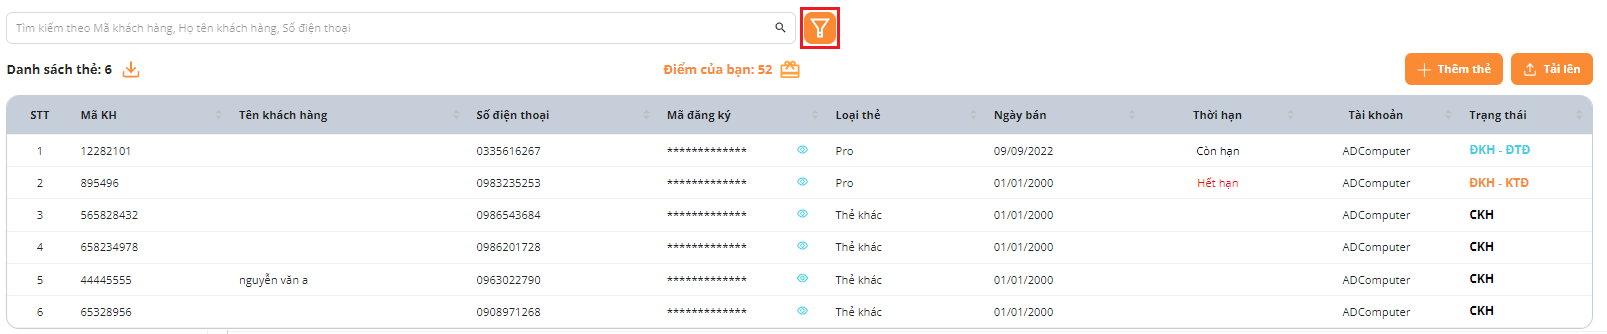 Tìm kiếm theo Mã khách hàng, Họ tên khách hàng, Số điện thoại
Danh sách thẻ: 6 Điểm của bạn: 52 Thêm thẻ Tải lên
STT Mã KH Tên khách hàng Số điện thoại Mã đăng ký Loại thẻ Ngày bán Thời hạn Tài khoản Trạng thái
1 12282101 0335616267 ************* Pro 09/09/2022 Còn hạn ADComputer ĐKH - ĐTĐ
2 895496 0983235253 ************* Pro 01/01/2000 Hết hạn ADComputer ĐKH - KTĐ
3 565828432 0986543684 ************* Thẻ khác 01/01/2000 ADComputer CKH
4 658234978 0986201728 ************* Thẻ khác 01/01/2000 ADComputer CKH
5 44445555 nguyễn văn a 0963022790 ************* Thẻ khác 01/01/2000 ADComputer CKH
6 65328956 0908971268 ************* Thẻ khác 01/01/2000 ADComputer CKH